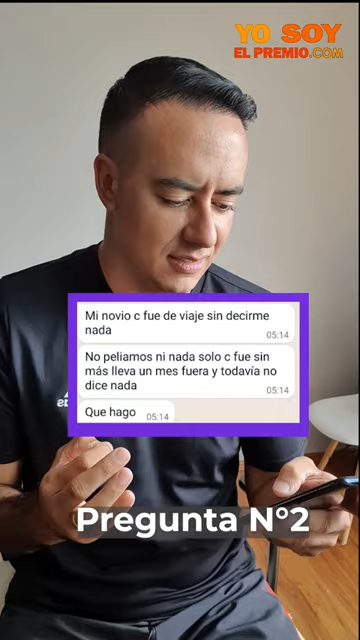 YO SOY
EL PREMIO.COM
Mi novio c fue de viaje sin decirme
nada
05:14
No peliamos ni nada solo c fue sin
más lleva un mes fuera y todavía no
dice nada
05:14
Que hago
05:14
Pregunta N°2